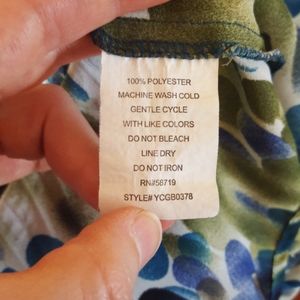 100% POLYESTER
MACHINE WASH COLD
GENTLE CYCLE
WITH LIKE COLORS
DO NOT BLEACH
LINE DRY
DO NOT IRON
RN#56719
STYLE# YCGB0378